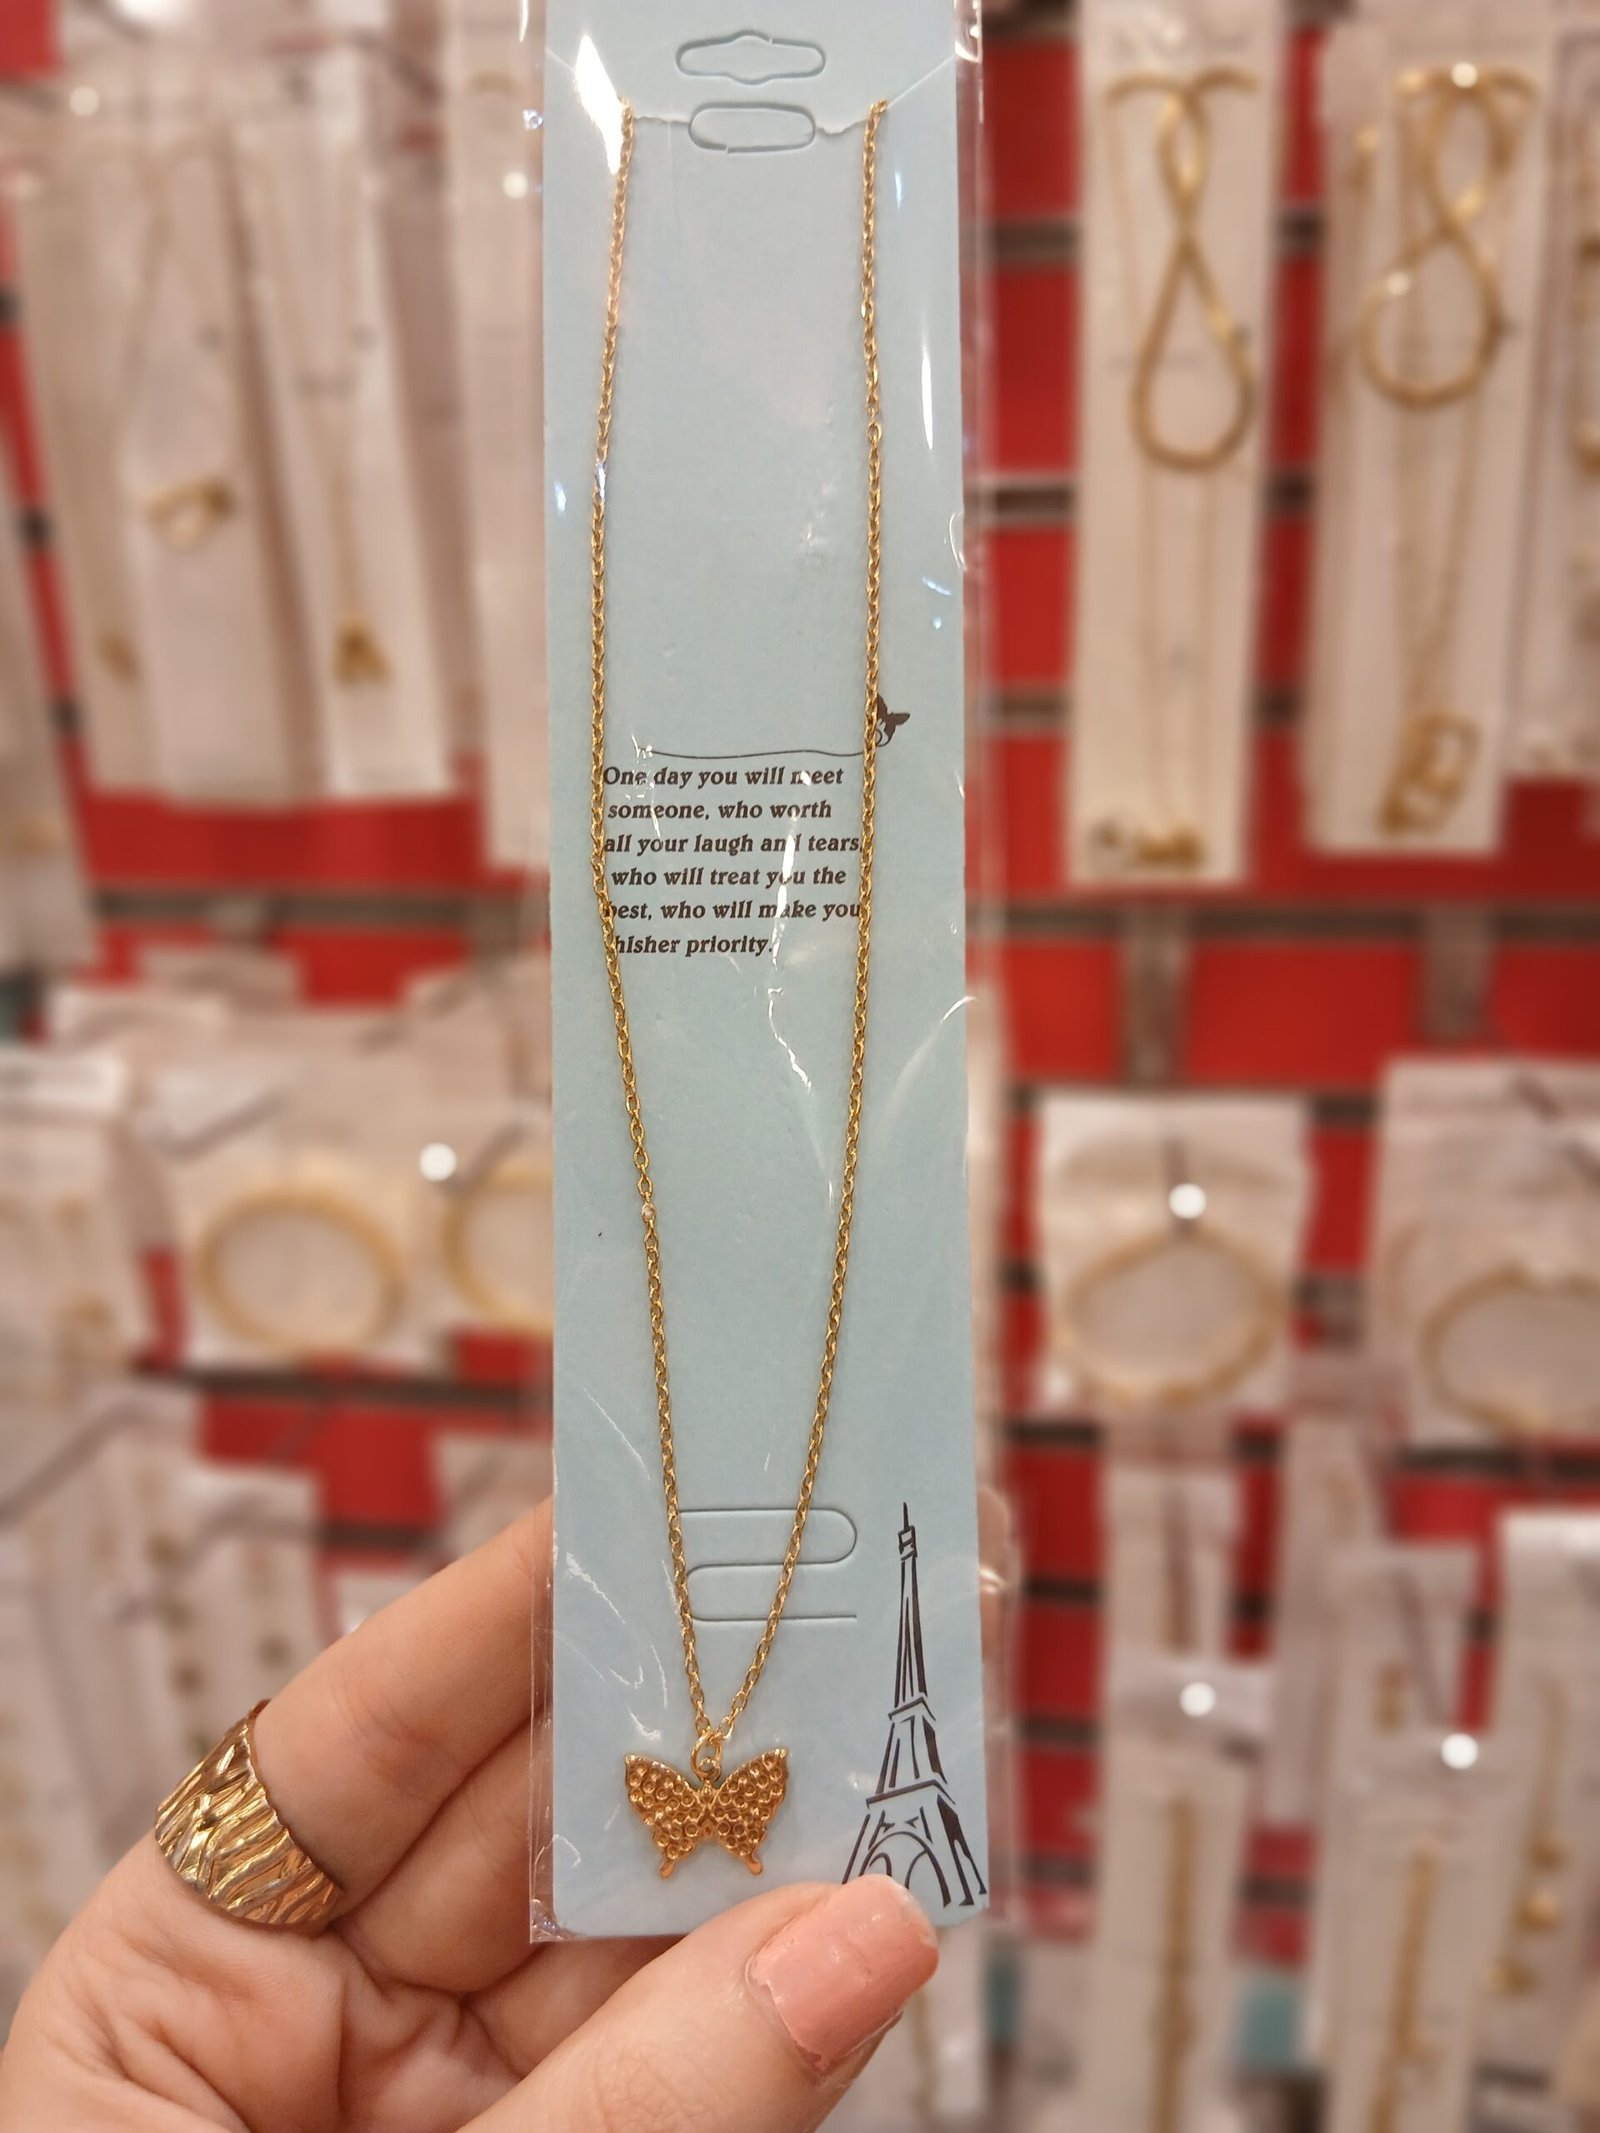 One day you will meet
someone, who worth
all your laugh and tears,
who will treat you the
best, who will make you
hisher priority.